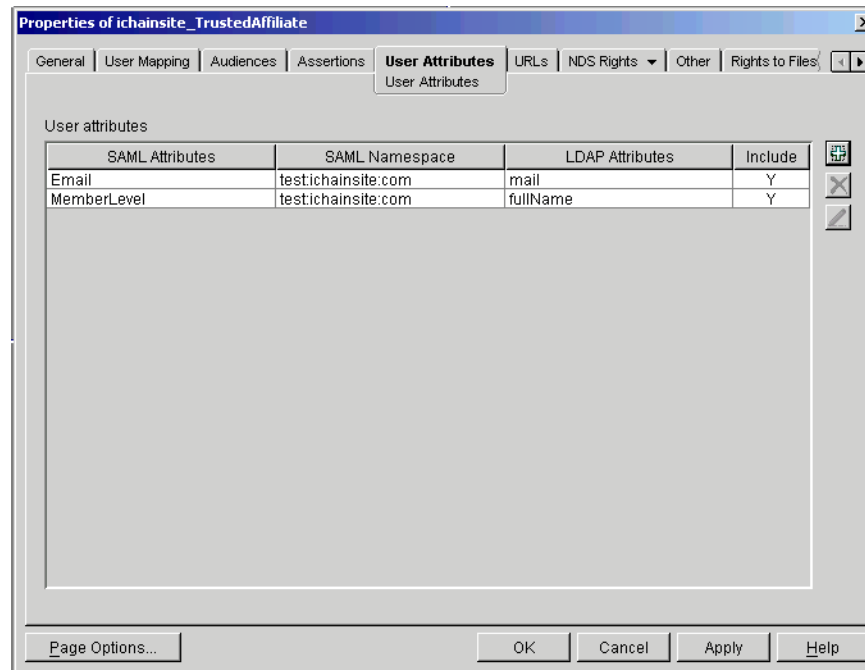 Properties of ichainsite_TrustedAffiliate
General User Mapping Audiences Assertions User Attributes URLs NDS Rights Other Rights to Files
User Attributes
User attributes
SAML Attributes SAML Namespace LDAP Attributes Include
Email test:ichainsite:com mail Y
MemberLevel test:ichainsite:com fullName Y
Page Options... OK Cancel Apply Help